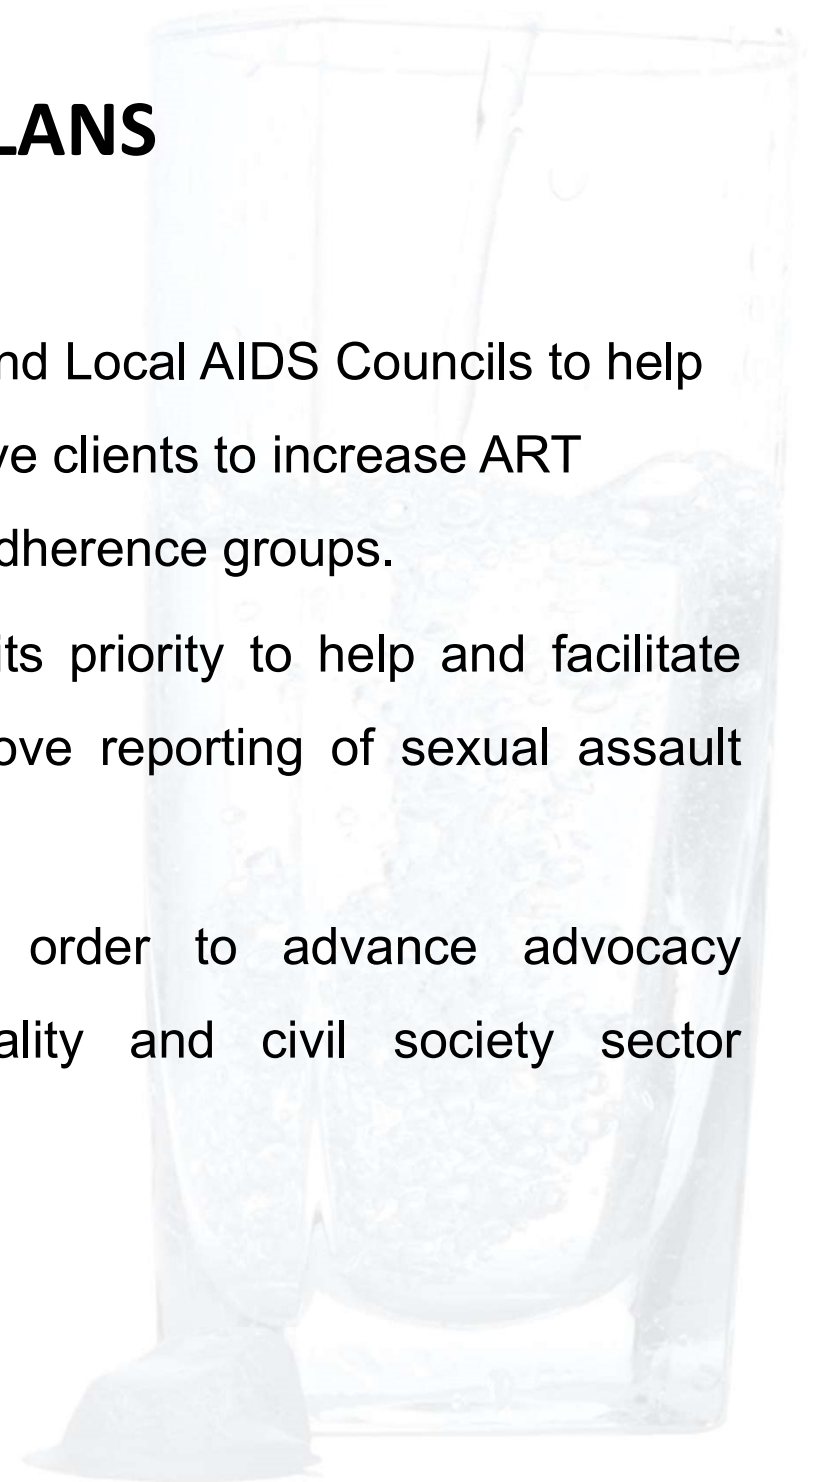 LANS
nd Local AIDS Councils to help
ve clients to increase ART
dherence groups.
its priority to help and facilitate
ove reporting of sexual assault
order to advance advocacy
ality and civil society sector